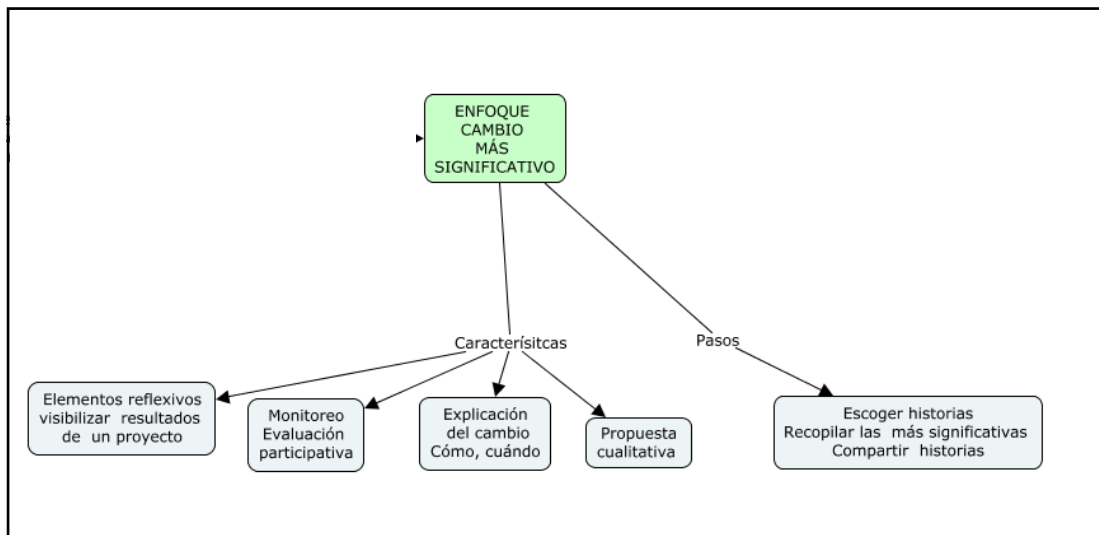 ENFOQUE
CAMBIO
MÁS
SIGNIFICATIVO
Caracterísitcas
Pasos
Elementos reflexivos
visibilizar resultados
de un proyecto
Monitoreo
Evaluación
participativa
Explicación
del cambio
Cómo, cuándo
Propuesta
cualitativa
Escoger historias
Recopilar las más significativas
Compartir historias